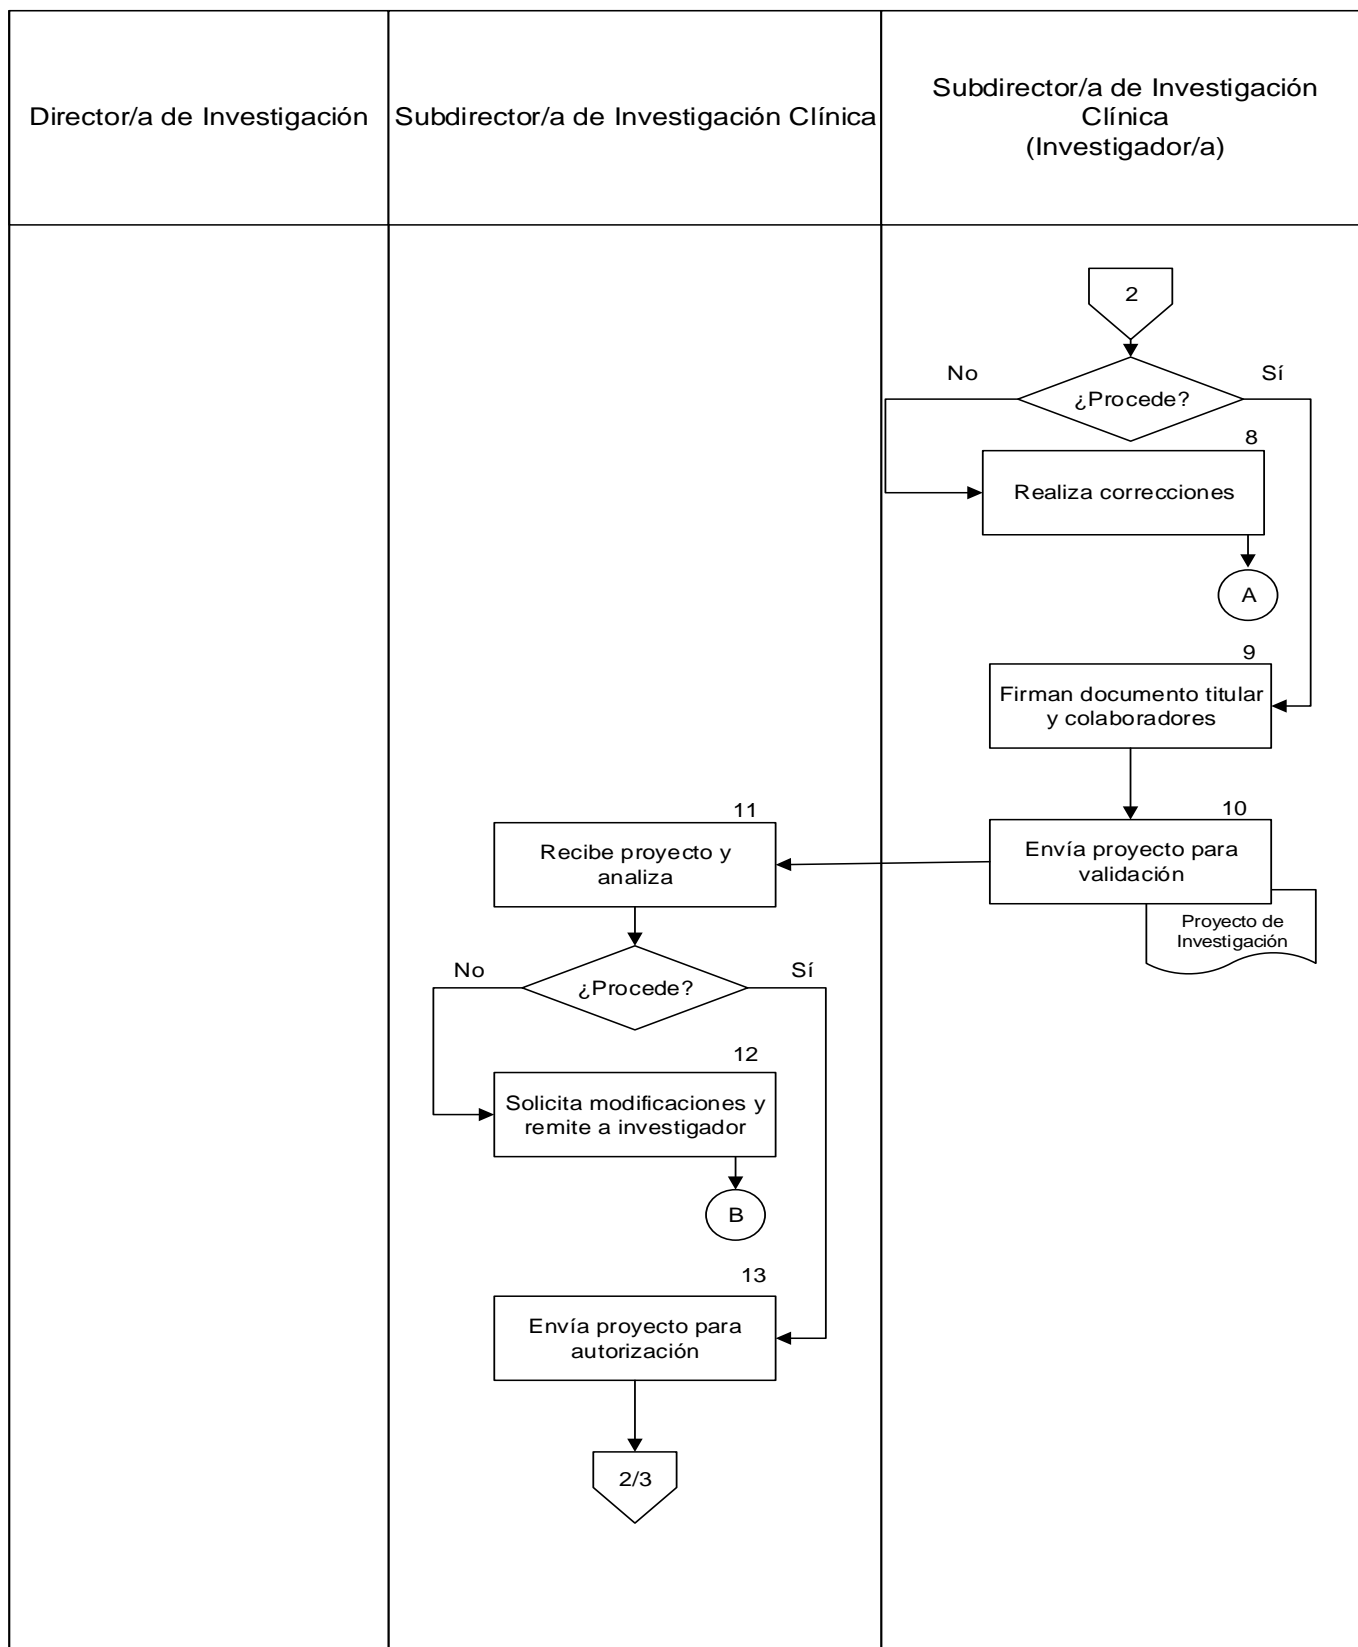 Director/a de Investigación
Subdirector/a de Investigación Clínica
Subdirector/a de Investigación
Clínica
(Investigador/a)
2
No
Sí
¿Procede?
8
Realiza correcciones
A
9
Firman documento titular
y colaboradores
10
Envía proyecto para
validación
Proyecto de
Investigación
11
Recibe proyecto y
analiza
No
Sí
¿Procede?
12
Solicita modificaciones y
remite a investigador
B
13
Envía proyecto para
autorización
2/3